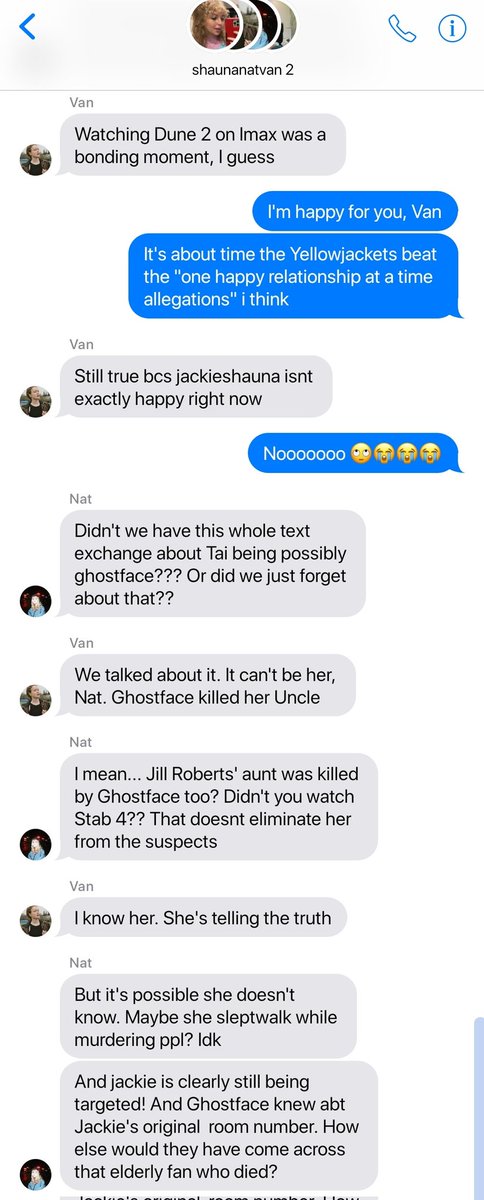 shaunanatvan 2
Van
Watching Dune 2 on Imax was a
bonding moment, I guess
I'm happy for you, Van
It's about time the Yellowjackets beat
the "one happy relationship at a time
allegations" i think
Van
Still true bcs jackieshauna isnt
exactly happy right now
Nooooooo 🙄😭😭😭
Nat
Didn't we have this whole text
exchange about Tai being possibly
ghostface??? Or did we just forget
about that??
Van
We talked about it. It can't be her,
Nat. Ghostface killed her Uncle
Nat
I mean... Jill Roberts' aunt was killed
by Ghostface too? Didn't you watch
Stab 4?? That doesnt eliminate her
from the suspects
Van
I know her. She's telling the truth
Nat
But it's possible she doesn't
know. Maybe she sleptwalk while
murdering ppl? Idk
And jackie is clearly still being
targeted! And Ghostface knew abt
Jackie's original  room number. How
else would they have come across
that elderly fan who died?
Jackie's original  room number. How